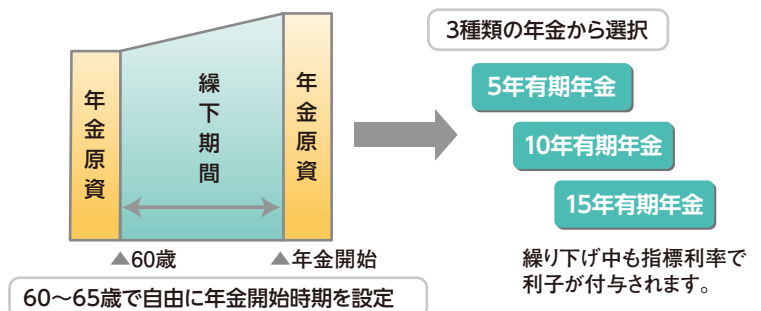 年金原資
繰下期間
年金原資
▲60歳
▲年金開始
60〜65歳で自由に年金開始時期を設定
3種類の年金から選択
5年有期年金
10年有期年金
15年有期年金
繰り下げ中も指標利率で
利子が付与されます。